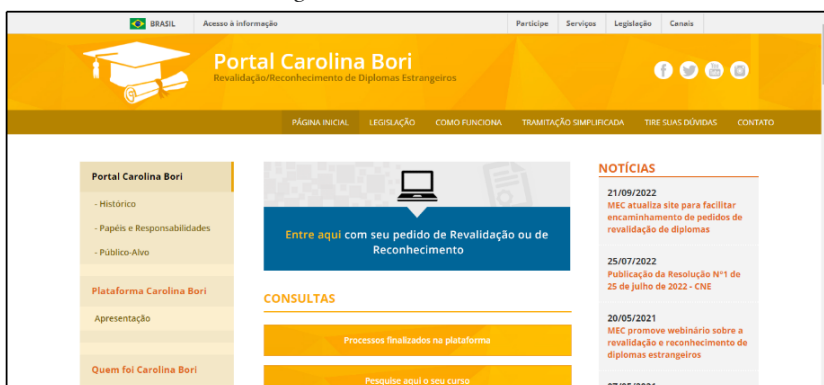 BRASIL Acesso à informação Participe Serviços Legislação Canais
Portal Carolina Bori
Revalidação/Reconhecimento de Diplomas Estrangeiros
PÁGINA INICIAL LEGISLAÇÃO COMO FUNCIONA TRAMITAÇÃO SIMPLIFICADA TIRE SUAS DÚVIDAS CONTATO
Portal Carolina Bori
- Histórico
- Papéis e Responsabilidades
- Público-Alvo
Plataforma Carolina Bori
Apresentação
Quem foi Carolina Bori
Entre aqui com seu pedido de Revalidação ou de
Reconhecimento
CONSULTAS
Processos finalizados na plataforma
Pesquise aqui o seu curso
NOTÍCIAS
21/09/2022
MEC atualiza site para facilitar
encaminhamento de pedidos de
revalidação de diplomas
25/07/2022
Publicação da Resolução Nº1 de
25 de julho de 2022 - CNE
20/05/2021
MEC promove webinário sobre a
revalidação e reconhecimento de
diplomas estrangeiros